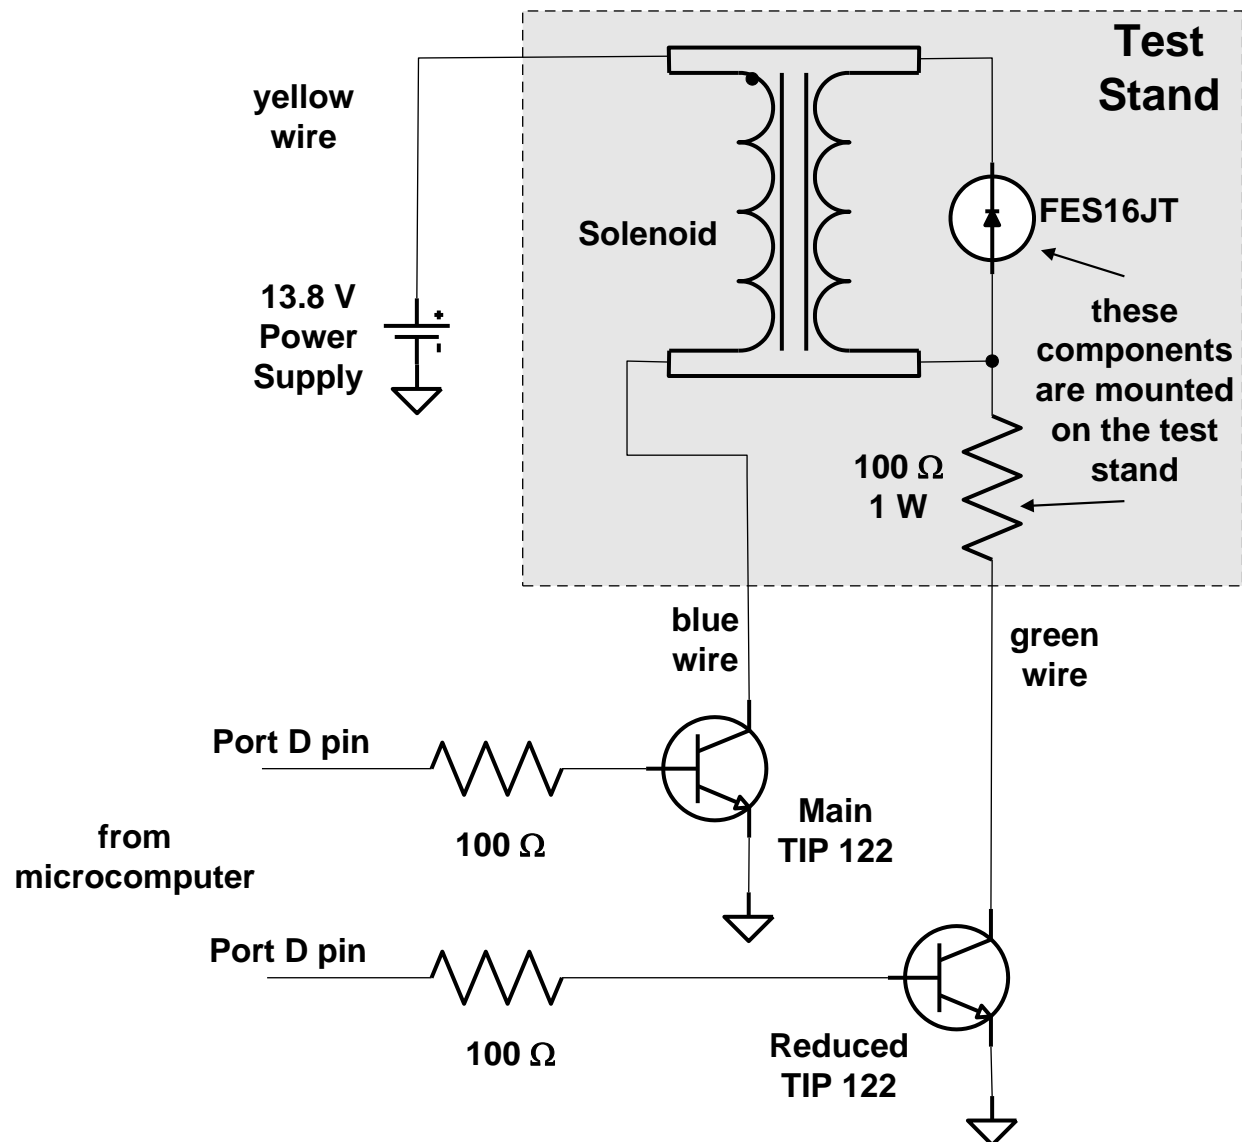 Test
Stand
yellow
wire
Solenoid
FES16JT
13.8 V
Power
Supply
+
-
these
components
are mounted
on the test
stand
100 Ω
1 W
blue
wire
green
wire
Port D pin
100 Ω
Main
TIP 122
from
microcomputer
Port D pin
100 Ω
Reduced
TIP 122